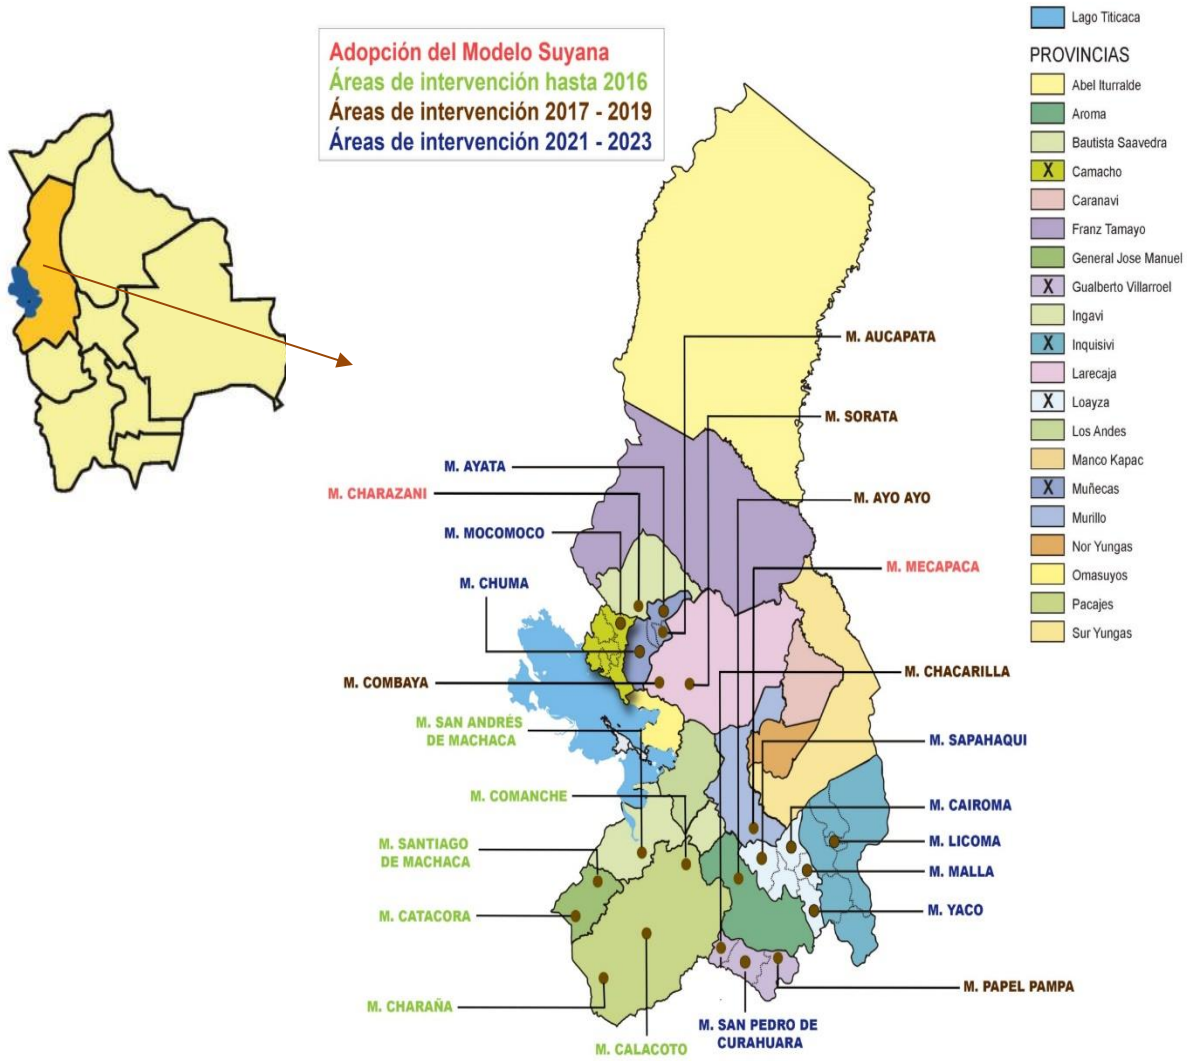 Adopción del Modelo Suyana
Áreas de intervención hasta 2016
Áreas de intervención 2017 - 2019
Áreas de intervención 2021 - 2023
Lago Titicaca
PROVINCIAS
Abel Iturralde
Aroma
Bautista Saavedra
X Camacho
Caranavi
Franz Tamayo
General Jose Manuel
X Gualberto Villarroel
Ingavi
X Inquisivi
Larecaja
X Loayza
Los Andes
Manco Kapac
X Muñecas
Murillo
Nor Yungas
Omasuyos
Pacajes
Sur Yungas
M. AUCAPATA
M. SORATA
M. AYATA
M. CHARAZANI
M. AYO AYO
M. MOCOMOCO
M. MECAPACA
M. CHUMA
M. CHACARILLA
M. COMBAYA
M. SAN ANDRÉS
DE MACHACA
M. SAPAHAQUI
M. COMANCHE
M. CAIROMA
M. SANTIAGO
DE MACHACA
M. LICOMA
M. MALLA
M. CATACORA
M. YACO
M. PAPEL PAMPA
M. CHARAÑA
M. SAN PEDRO DE
CURAHUARA
M. CALACOTO